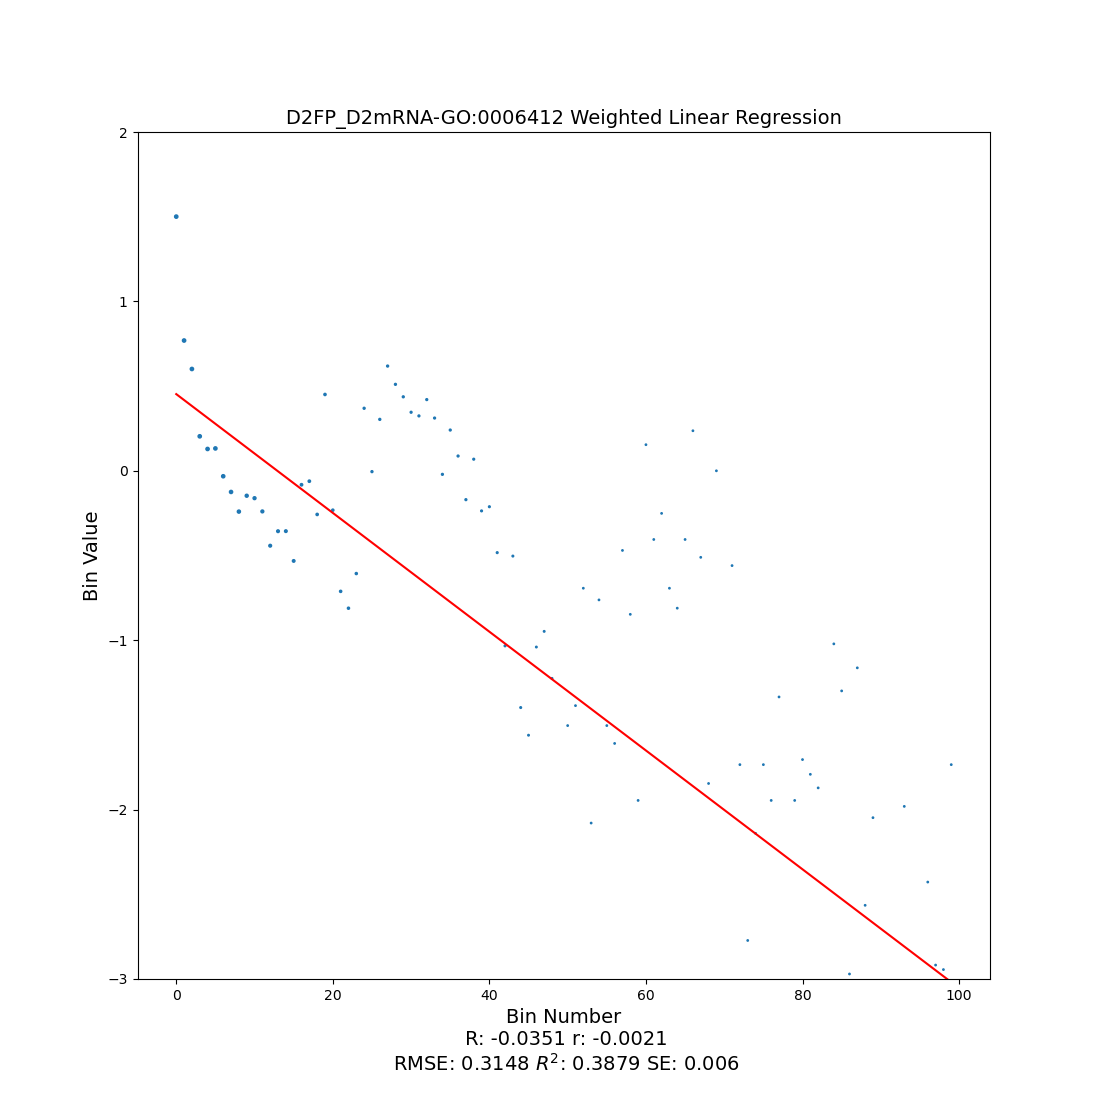 D2FP_D2mRNA-GO:0006412 Weighted Linear Regression
2
1
0
−1
−2
−3
Bin Value
0 20 40 60 80 100
Bin Number
R: -0.0351 r: -0.0021
RMSE: 0.3148 R²: 0.3879 SE: 0.006